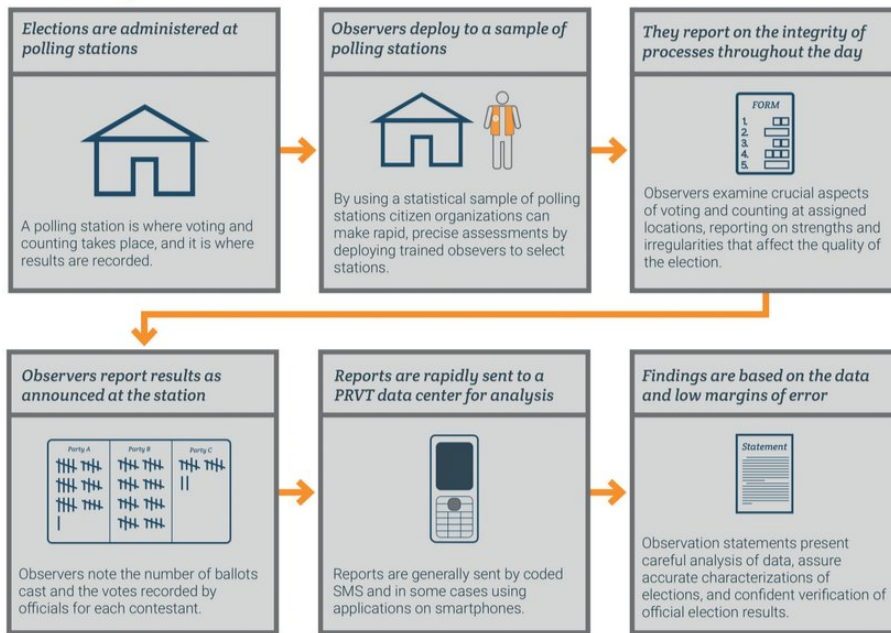 Elections are administered at
polling stations
A polling station is where voting and
counting takes place, and it is where
results are recorded.
Observers deploy to a sample of
polling stations
By using a statistical sample of polling
stations citizen organizations can
make rapid, precise assessments by
deploying trained obsevers to select
stations.
They report on the integrity of
processes throughout the day
FORM
1.
2.
3.
4.
5.
Observers examine crucial aspects
of voting and counting at assigned
locations, reporting on strengths and
irregularities that affect the quality of
the election.
Observers report results as
announced at the station
Party A
Party B
Party C
Observers note the number of ballots
cast and the votes recorded by
officials for each contestant.
Reports are rapidly sent to a
PRVT data center for analysis
Reports are generally sent by coded
SMS and in some cases using
applications on smartphones.
Findings are based on the data
and low margins of error
Statement
Observation statements present
careful analysis of data, assure
accurate characterizations of
elections, and confident verification of
official election results.